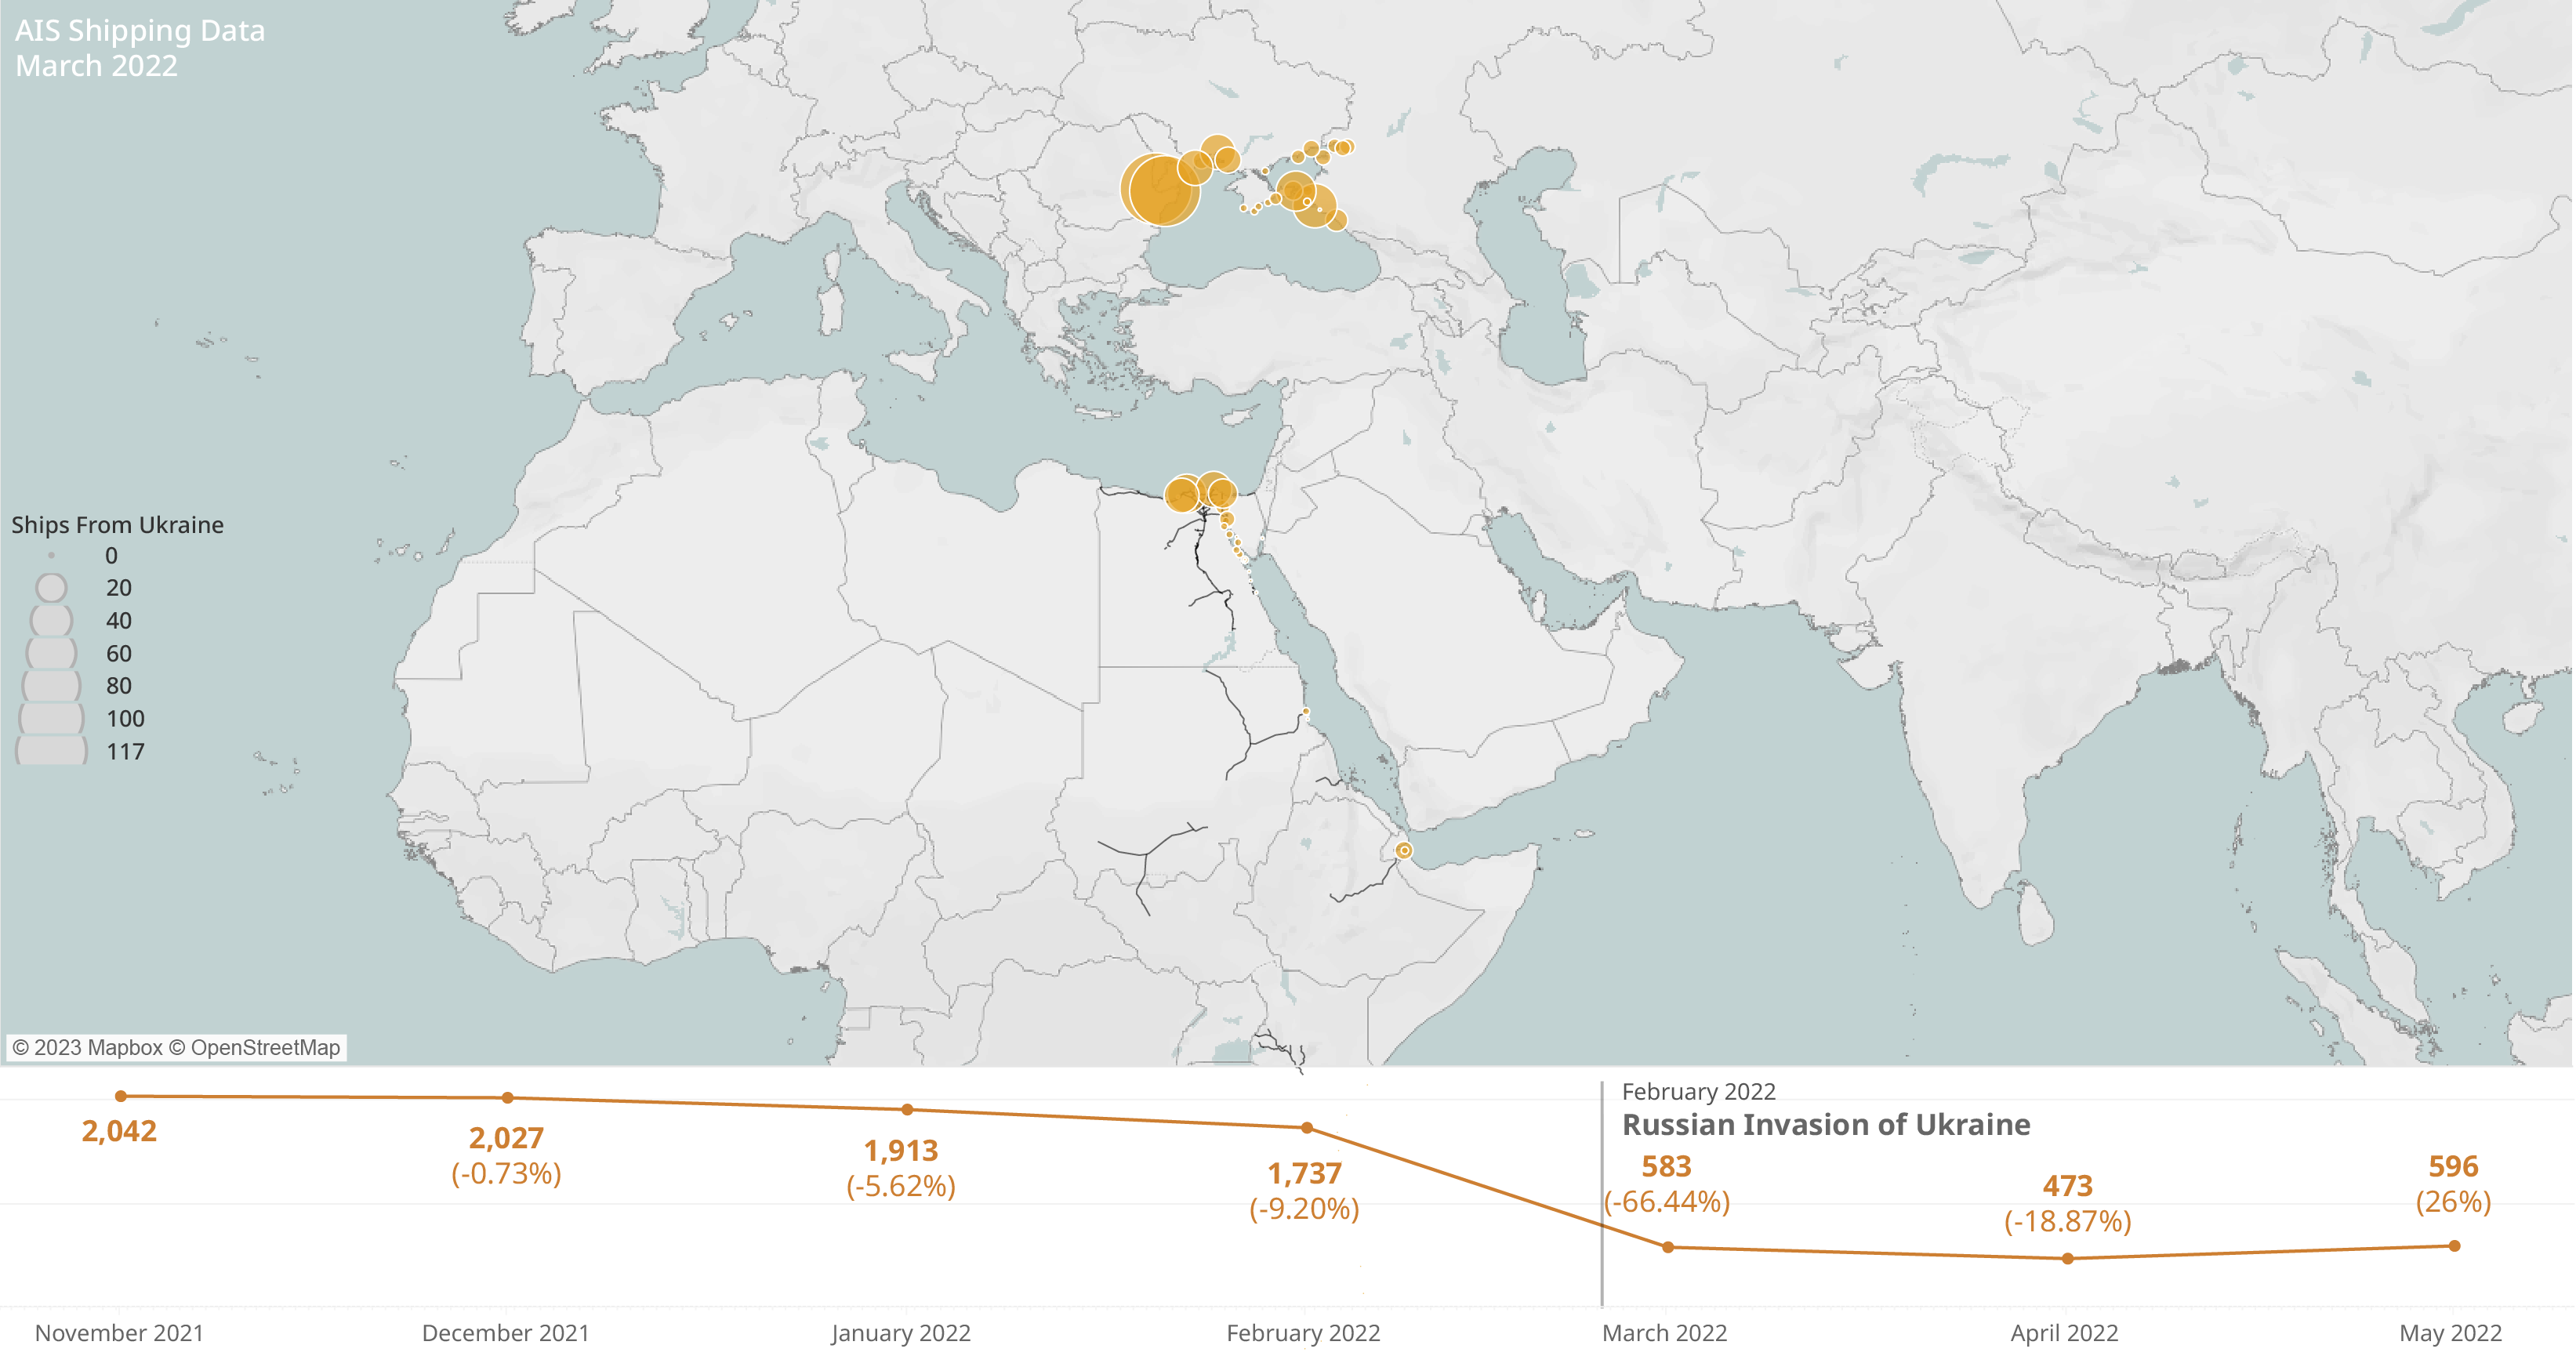 AIS Shipping Data
March 2022
Ships From Ukraine
0
20
40
60
80
100
117
© 2023 Mapbox © OpenStreetMap
February 2022
Russian Invasion of Ukraine
2,042
2,027
(-0.73%)
1,913
(-5.62%)
1,737
(-9.20%)
583
(-66.44%)
473
(-18.87%)
596
(26%)
November 2021
December 2021
January 2022
February 2022
March 2022
April 2022
May 2022